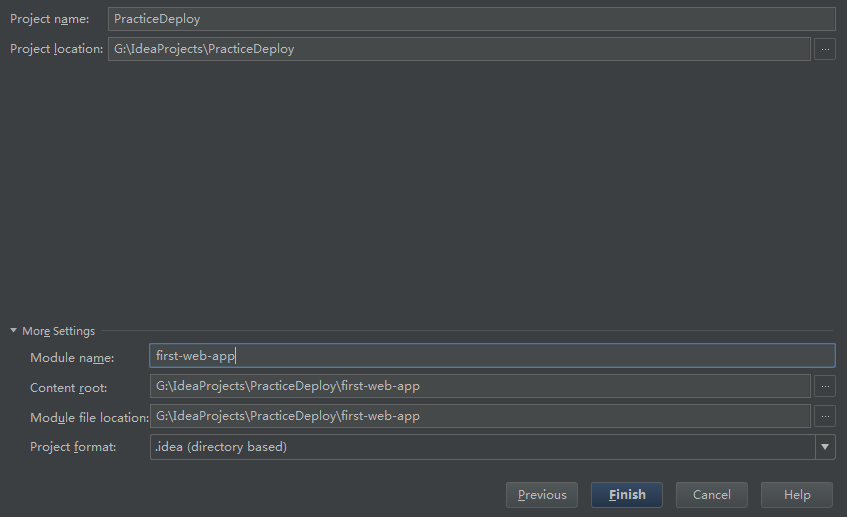 Project name: PracticeDeploy
Project location: G:\IdeaProjects\PracticeDeploy ...
More Settings
Module name: first-web-app
Content root: G:\IdeaProjects\PracticeDeploy\first-web-app ...
Module file location: G:\IdeaProjects\PracticeDeploy\first-web-app ...
Project format: .idea (directory based)
Previous Finish Cancel Help